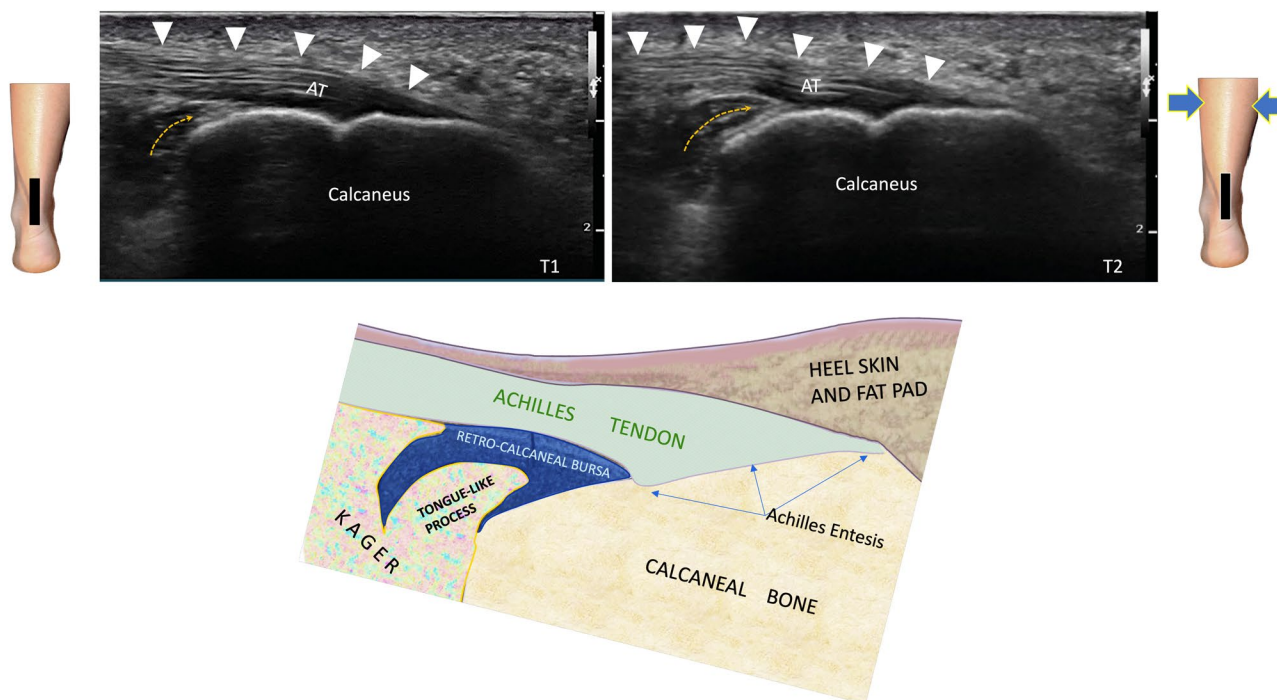 AT
Calcaneus
2
T1
AT
Calcaneus
2
T2
HEEL SKIN
AND FAT PAD
ACHILLES TENDON
RETRO-CALCANEAL BURSA
TONGUE-LIKE
PROCESS
KAGER
Achilles Entesis
CALCANEAL BONE